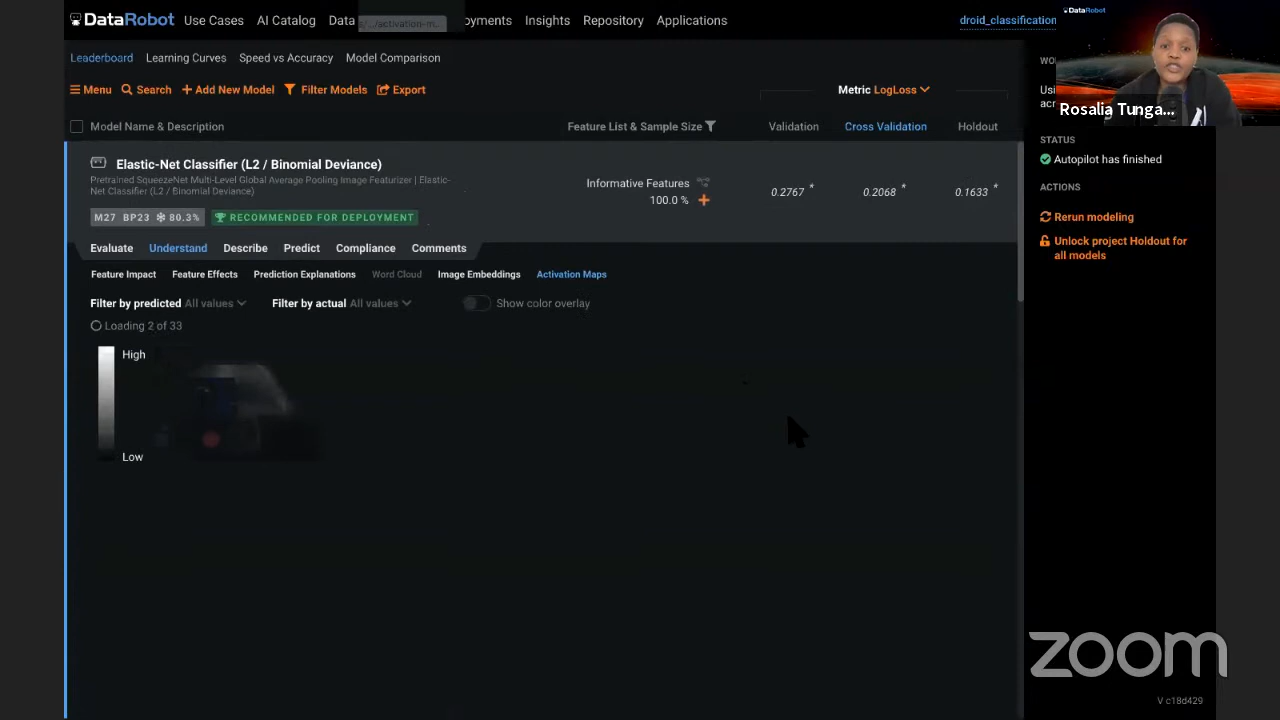 DataRobot Use Cases AI Catalog Data oyments Insights Repository Applications
/.../activation-m...
droid_classification
DataRobot
Rosalia Tunga...
Leaderboard Learning Curves Speed vs Accuracy Model Comparison
Menu Search Add New Model Filter Models Export
Metric LogLoss
Model Name & Description Feature List & Sample Size Validation Cross Validation Holdout
Elastic-Net Classifier (L2 / Binomial Deviance)
Pretrained SqueezeNet Multi-Level Global Average Pooling Image Featurizer | Elastic-
Net Classifier (L2 / Binomial Deviance)
M27 BP23 80.3% RECOMMENDED FOR DEPLOYMENT
Informative Features
100.0 % +
0.2767 * 0.2068 * 0.1633 *
Evaluate Understand Describe Predict Compliance Comments
Feature Impact Feature Effects Prediction Explanations Word Cloud Image Embeddings Activation Maps
Filter by predicted All values Filter by actual All values Show color overlay
Loading 2 of 33
High
Low
WO
Usi
acr
STATUS
Autopilot has finished
ACTIONS
Rerun modeling
Unlock project Holdout for
all models
zoom
V c18d429